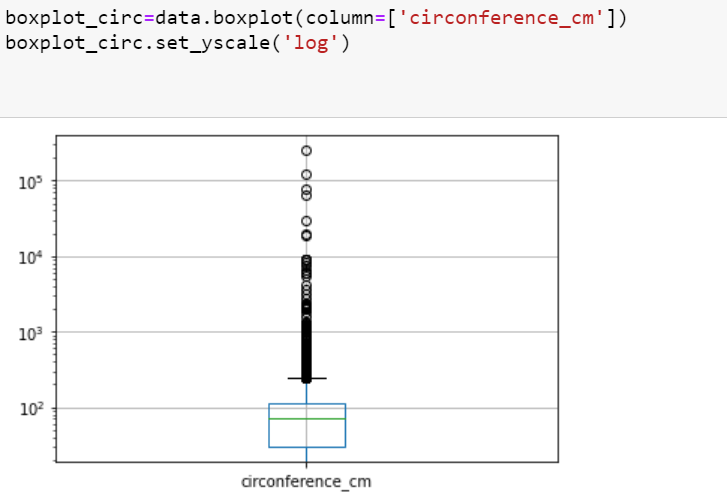 boxplot_circ=data.boxplot(column=['circonference_cm'])
boxplot_circ.set_yscale('log')
10⁵
10⁴
10³
10²
circonference_cm